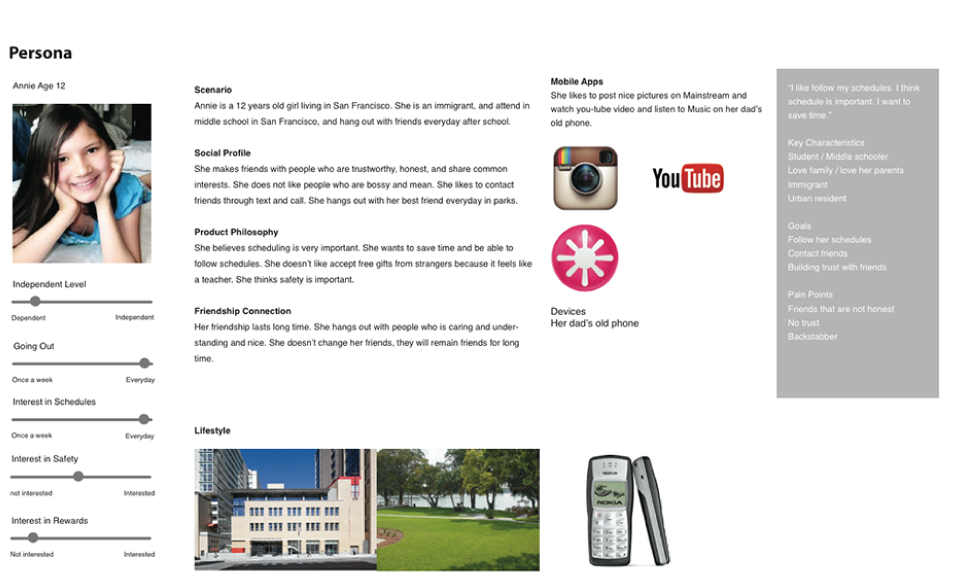 Persona
Annie Age 12
Independent Level
Dependent Independent
Going Out
Once a week Everyday
Interest in Schedules
Once a week Everyday
Interest in Safety
not interested Interested
Interest in Rewards
Not interested Interested
Scenario
Annie is a 12 years old girl living in San Francisco. She is an immigrant, and attend in
middle school in San Francisco, and hang out with friends everyday after school.
Social Profile
She makes friends with people who are trustworthy, honest, and share common
interests. She does not like people who are bossy and mean. She likes to contact
friends through text and call. She hangs out with her best friend everyday in parks.
Product Philosophy
She believes scheduling is very important. She wants to save time and be able to
follow schedules. She doesn't like accept free gifts from strangers because it feels like
a teacher. She thinks safety is important.
Friendship Connection
Her friendship lasts long time. She hangs out with people who is caring and under-
standing and nice. She doesn't change her friends, they will remain friends for long
time.
Lifestyle
Mobile Apps
She likes to post nice pictures on Mainstream and
watch you-tube video and listen to Music on her dad's
old phone.
YouTube
Devices
Her dad's old phone
NOKIA
NOKIA
"I like follow my schedules. I think
schedule is important. I want to
save time."
Key Characteristics
Student / Middle schooler
Love family / love her parents
Immigrant
Urban resident
Goals
Follow her schedules
Contact friends
Building trust with friends
Pain Points
Friends that are not honest
No trust
Backstabber